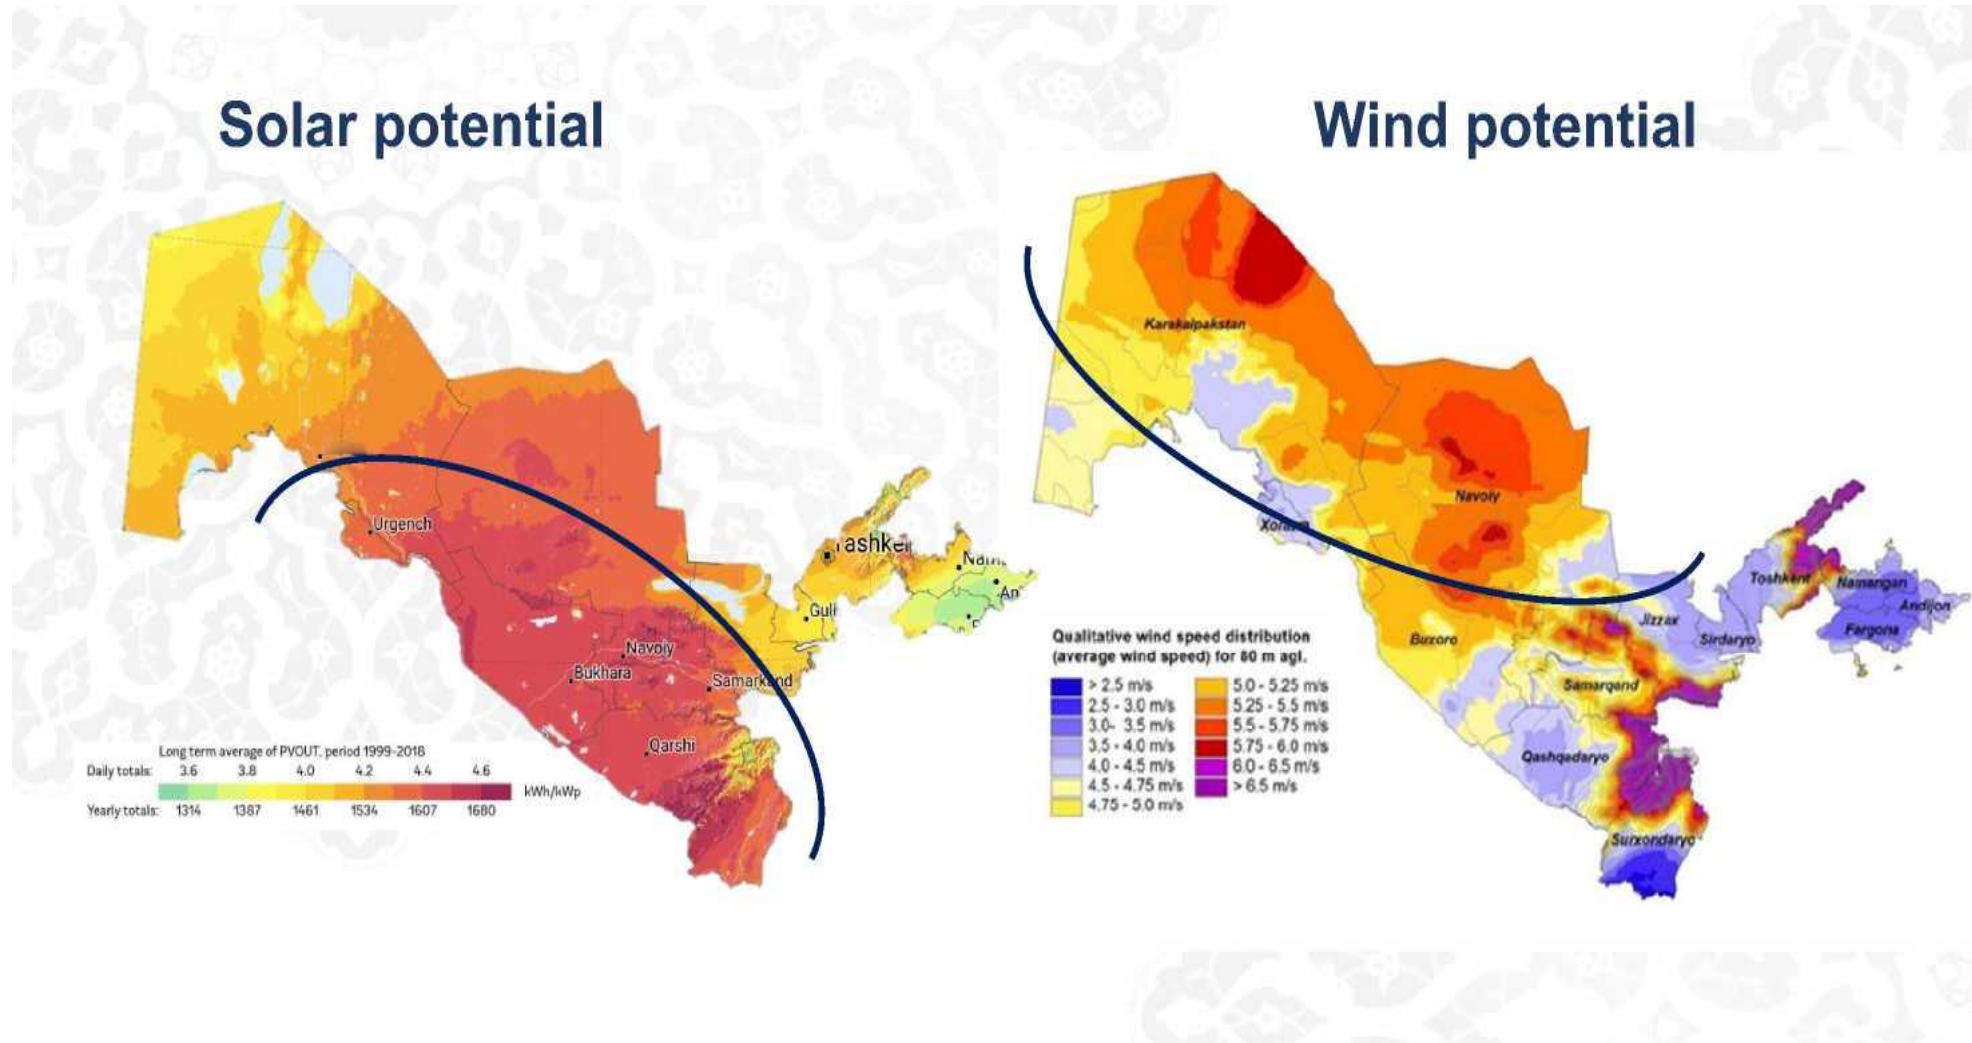 Solar potential
Wind potential
Urgench
Navoiy
Bukhara
Samarkand
Qarshi
Guli
An
Long term average of PVOUT, period 1999-2018
Daily totals: 3.6 3.8 4.0 4.2 4.4 4.6
kWh/kWp
Yearly totals: 1314 1387 1461 1534 1607 1680
Karakalpakstan
Navoiy
Toshkent
Namangan
Andijon
Fargona
Jizzax
Sirdaryo
Buxoro
Samarqand
Qashqadaryo
Surxondaryo
Qualitative wind speed distribution
(average wind speed) for 80 m agl.
> 2.5 m/s
2.5 - 3.0 m/s
3.0- 3.5 m/s
3.5 - 4.0 m/s
4.0 - 4.5 m/s
4.5 - 4.75 m/s
4.75 - 5.0 m/s
5.0 - 5.25 m/s
5.25 - 5.5 m/s
5.5 - 5.75 m/s
5.75 - 6.0 m/s
6.0 - 6.5 m/s
> 6.5 m/s